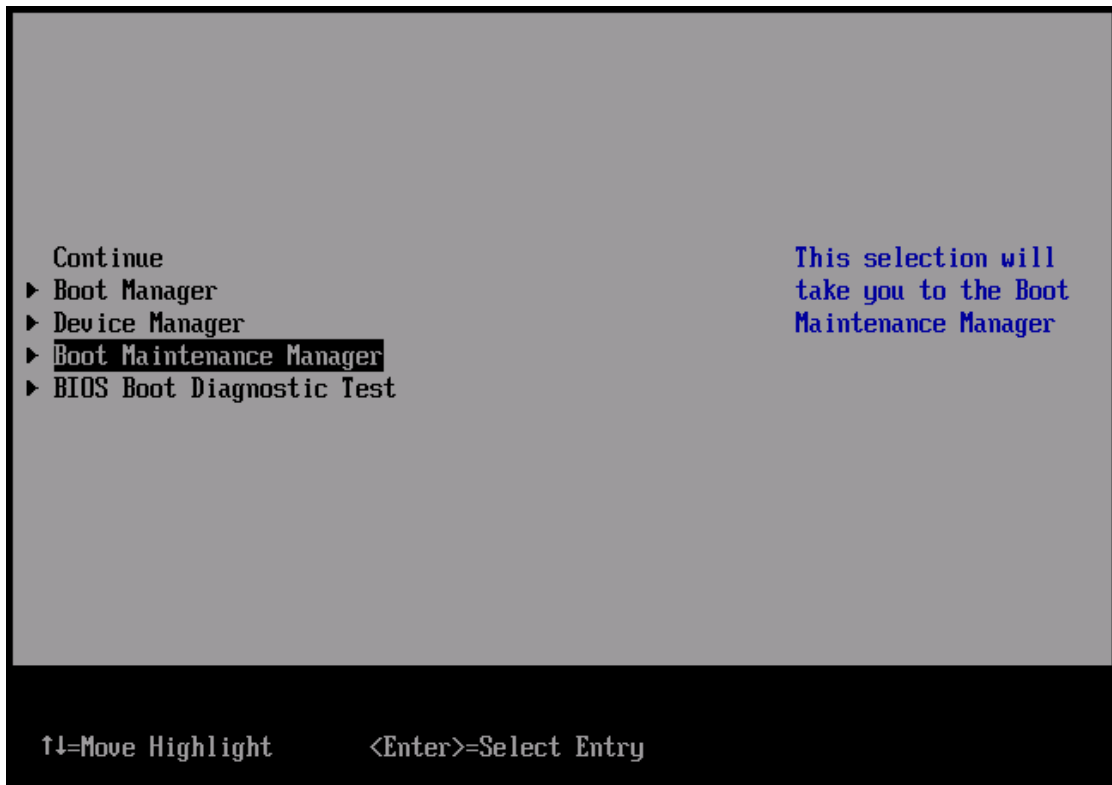 Continue
Boot Manager
Device Manager
Boot Maintenance Manager
BIOS Boot Diagnostic Test
This selection will
take you to the Boot
Maintenance Manager
↑↓=Move Highlight <Enter>=Select Entry